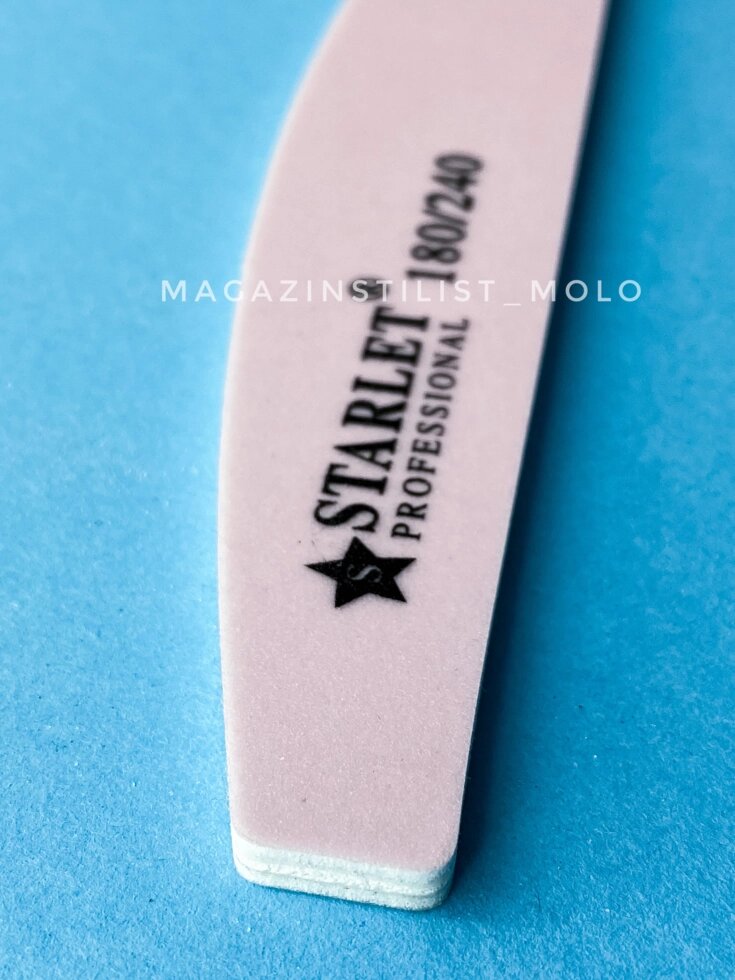 MAGAZINSTILIST_MOLO
S
STARLET® 180/240
PROFESSIONAL